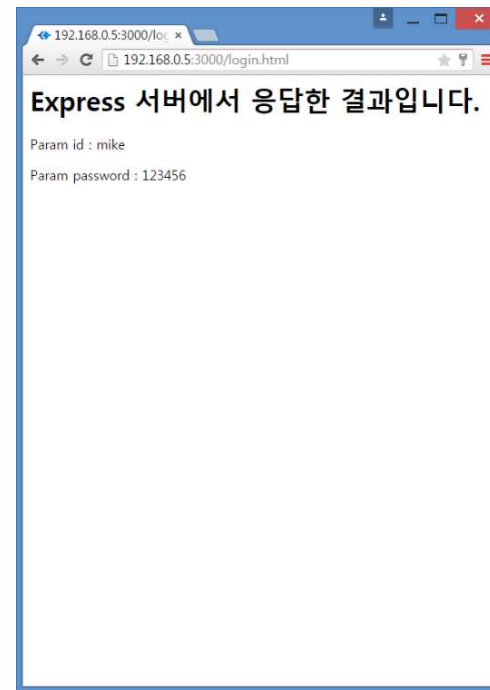 192.168.0.5:3000/log
192.168.0.5:3000/login.html
Express 서버에서 응답한 결과입니다.
Param id : mike
Param password : 123456